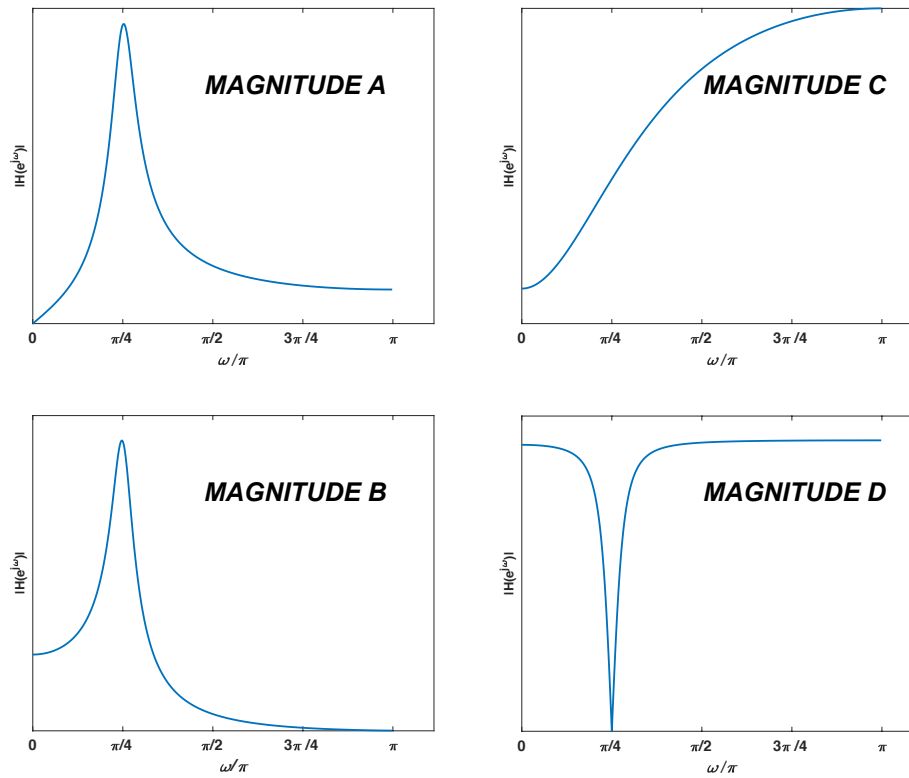 MAGNITUDE A
|H(e^jω)|
0 π/4 π/2 3π/4 π
ω/π
MAGNITUDE C
|H(e^jω)|
0 π/4 π/2 3π/4 π
ω/π
MAGNITUDE B
|H(e^jω)|
0 π/4 π/2 3π/4 π
ω/π
MAGNITUDE D
|H(e^jω)|
0 π/4 π/2 3π/4 π
ω/π